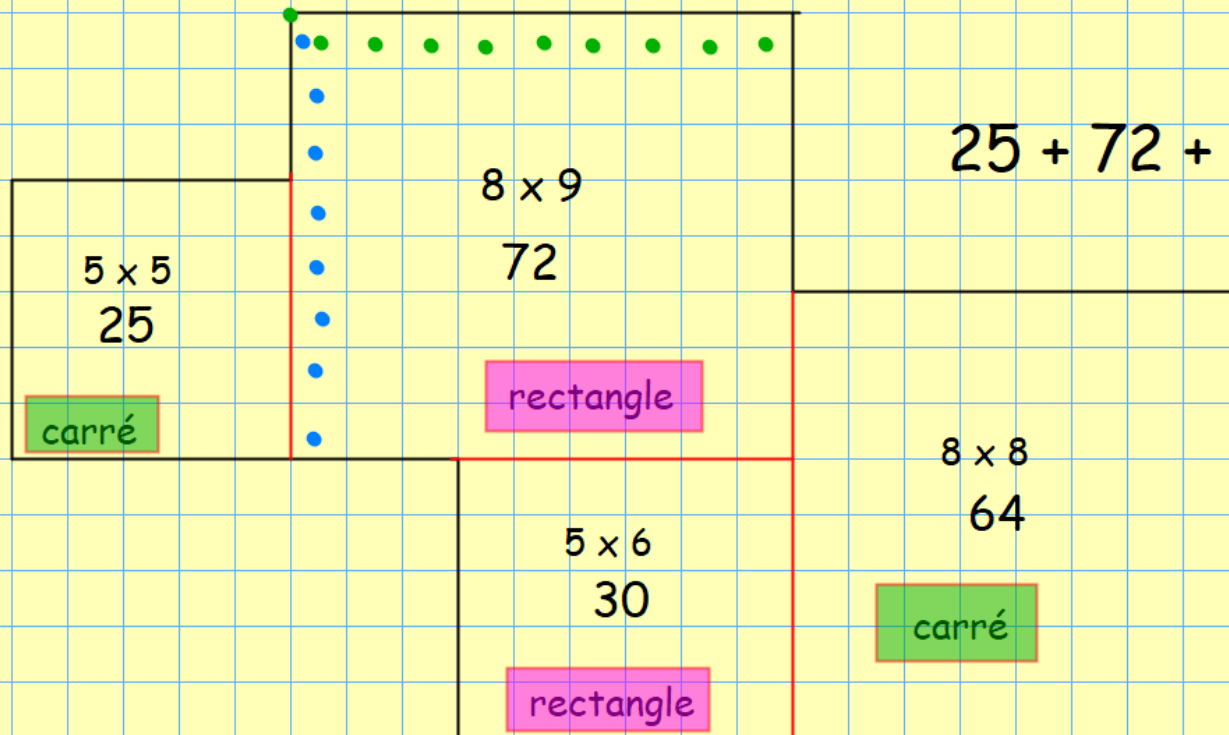 25 + 72 +
8 x 9
72
5 x 5
25
rectangle
carré
8 x 8
64
5 x 6
30
carré
rectangle